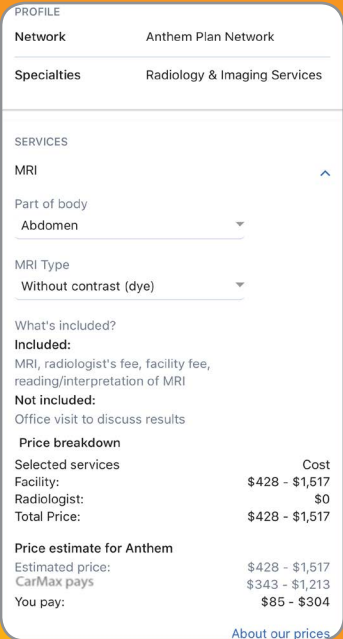 PROFILE
Network Anthem Plan Network
Specialties Radiology & Imaging Services
SERVICES
MRI
Part of body
Abdomen
MRI Type
Without contrast (dye)
What's included?
Included:
MRI, radiologist's fee, facility fee,
reading/interpretation of MRI
Not included:
Office visit to discuss results
Price breakdown
Selected services Cost
Facility: $428 - $1,517
Radiologist: $0
Total Price: $428 - $1,517
Price estimate for Anthem
Estimated price: $428 - $1,517
CarMax pays $343 - $1,213
You pay: $85 - $304
About our prices